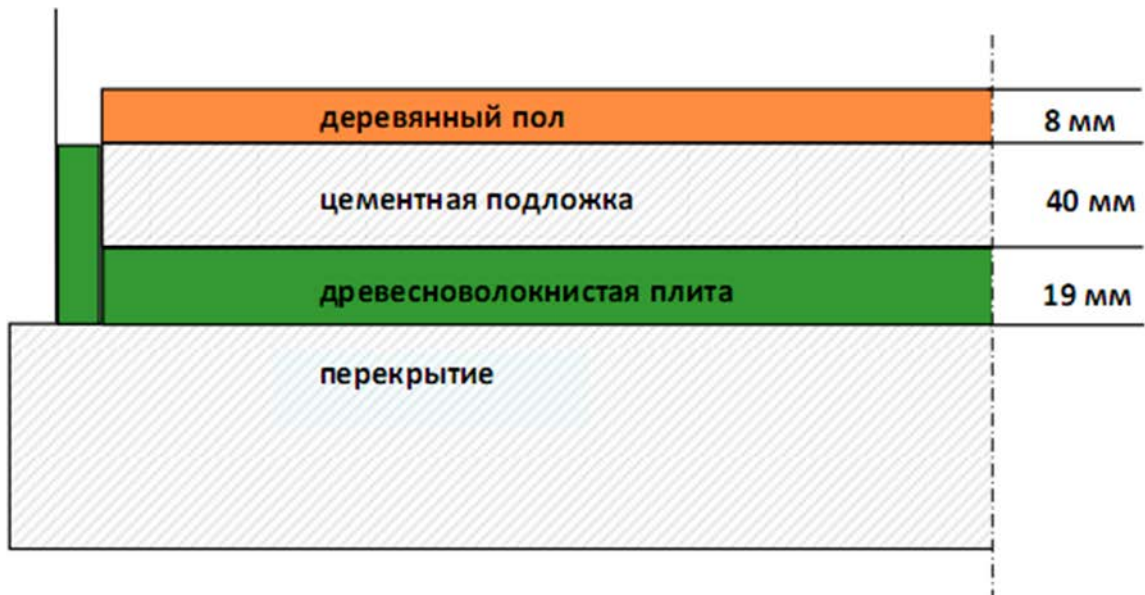 деревянный пол 8 мм
цементная подложка 40 мм
древесноволокнистая плита 19 мм
перекрытие